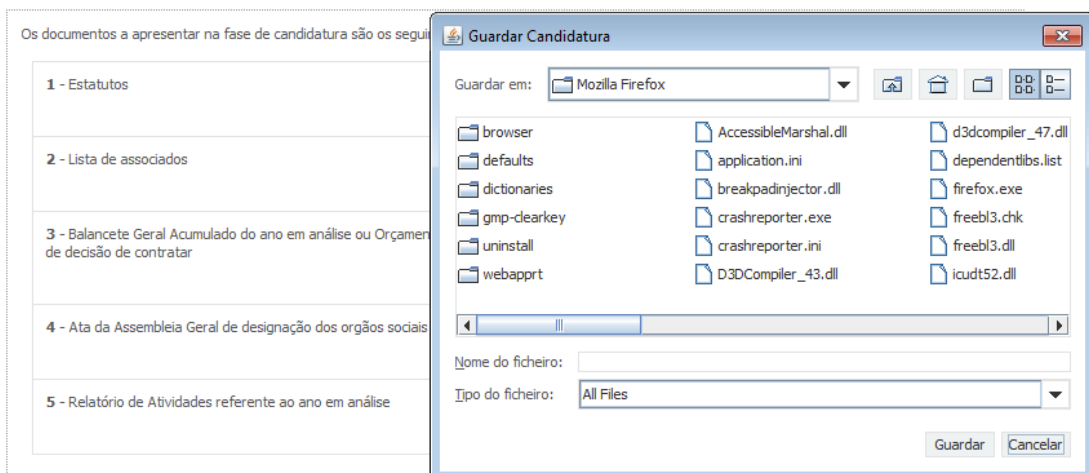 Os documentos a apresentar na fase de candidatura são os segui
1 - Estatutos
2 - Lista de associados
3 - Balancete Geral Acumulado do ano em análise ou Orçamen
de decisão de contratar
4 - Ata da Assembleia Geral de designação dos orgãos sociais
5 - Relatório de Atividades referente ao ano em análise
Guardar Candidatura
Guardar em: Mozilla Firefox
browser AccessibleMarshal.dll d3dcompiler_47.dll
defaults application.ini dependentlibs.list
dictionaries breakpadinjector.dll firefox.exe
gmp-clearkey crashreporter.exe freebl3.chk
uninstall crashreporter.ini freebl3.dll
webapprt D3DCompiler_43.dll icudt52.dll
Nome do ficheiro:
Tipo do ficheiro: All Files
Guardar Cancelar